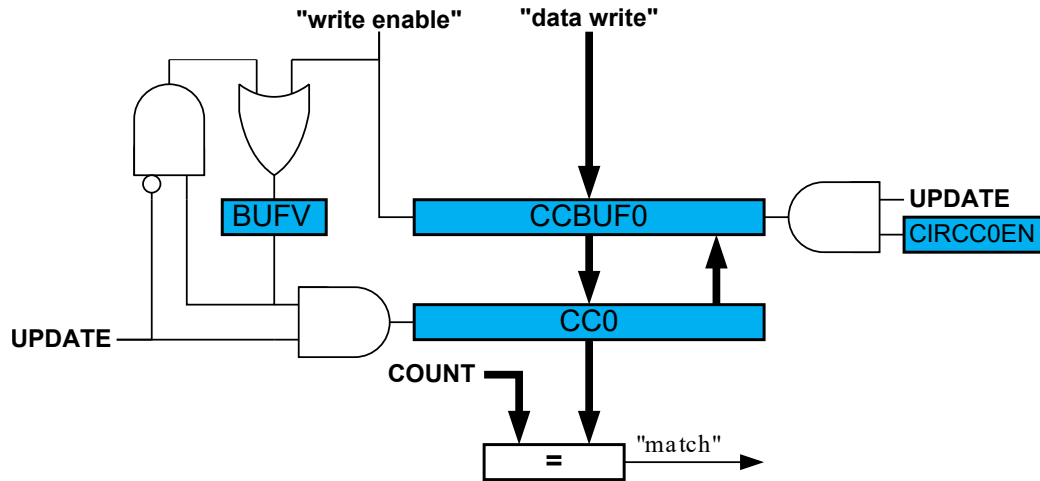 "write enable"
"data write"
BUFV
CCBUF0
UPDATE
CIRCC0EN
CC0
UPDATE
COUNT
=
"match"